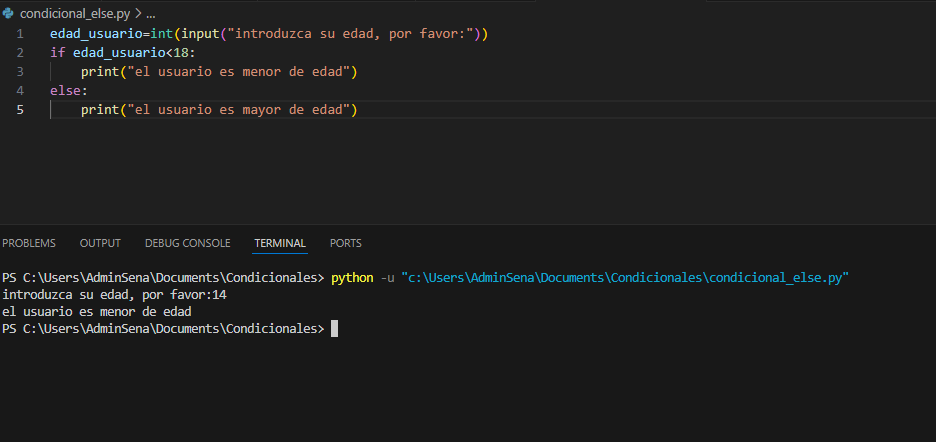 condicional_else.py > ...
1 edad_usuario=int(input("introduzca su edad, por favor:"))
2 if edad_usuario<18:
3     print("el usuario es menor de edad")
4 else:
5     print("el usuario es mayor de edad")
PROBLEMS OUTPUT DEBUG CONSOLE TERMINAL PORTS
PS C:\Users\AdminSena\Documents\Condicionales> python -u "c:\Users\AdminSena\Documents\Condicionales\condicional_else.py"
introduzca su edad, por favor:14
el usuario es menor de edad
PS C:\Users\AdminSena\Documents\Condicionales>